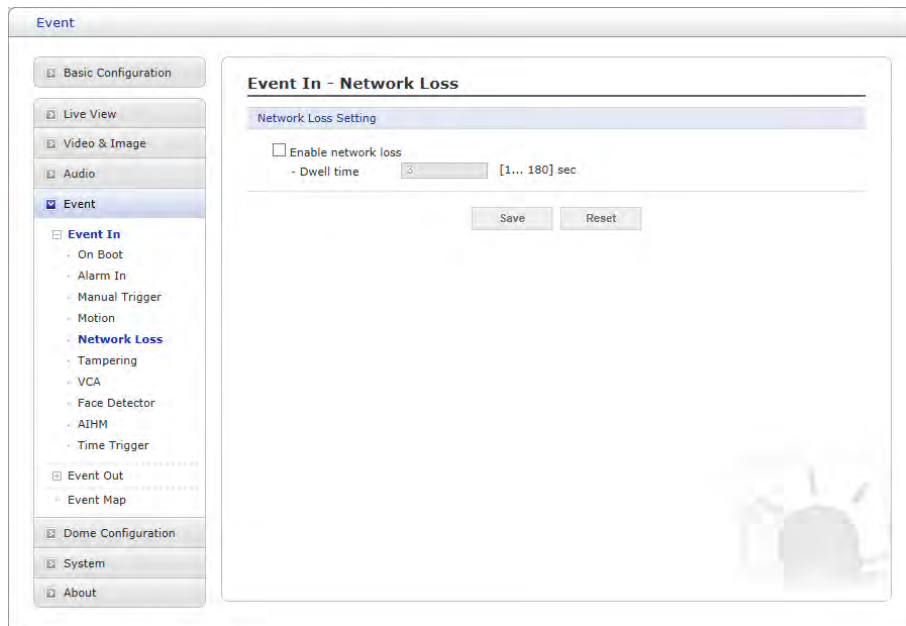 Event
Basic Configuration
Live View
Video & Image
Audio
Event
Event In
On Boot
Alarm In
Manual Trigger
Motion
Network Loss
Tampering
VCA
Face Detector
AIHM
Time Trigger
Event Out
Event Map
Dome Configuration
System
About
Event In - Network Loss
Network Loss Setting
Enable network loss
- Dwell time 3 [1... 180] sec
Save Reset